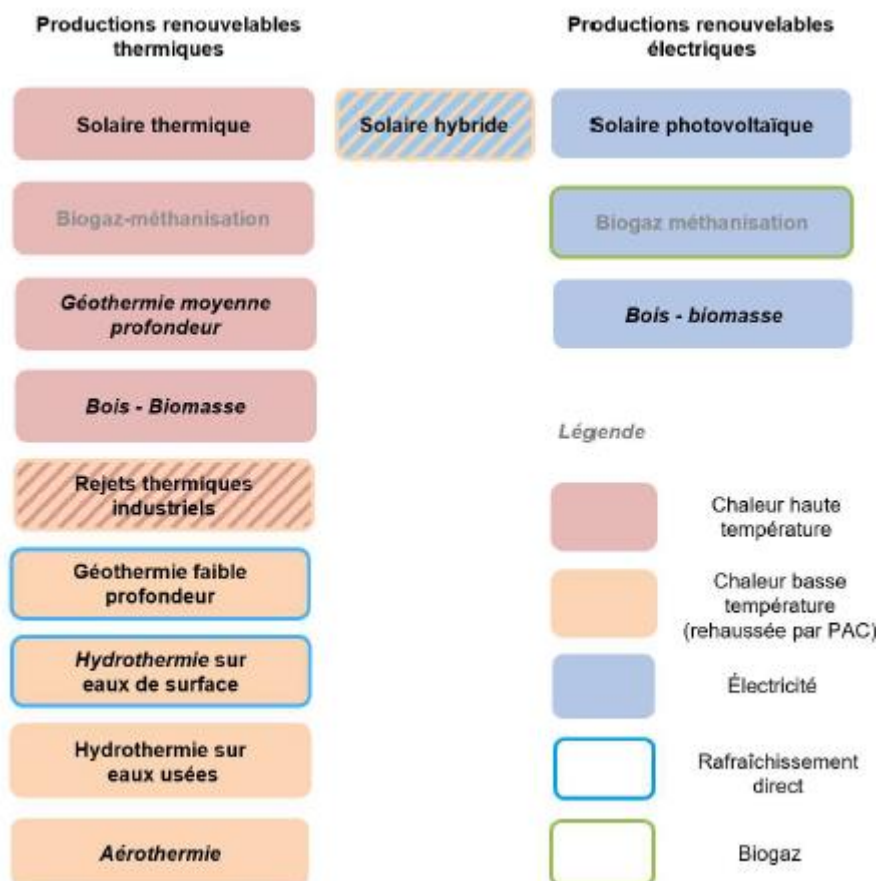 Productions renouvelables
thermiques
Productions renouvelables
électriques
Solaire thermique
Solaire hybride
Solaire photovoltaïque
Biogaz-méthanisation
Biogaz méthanisation
Géothermie moyenne
profondeur
Bois - biomasse
Bois - Biomasse
Légende
Rejets thermiques
industriels
Chaleur haute
température
Géothermie faible
profondeur
Chaleur basse
température
(rehaussée par PAC)
Hydrothermie sur
eaux de surface
Électricité
Hydrothermie sur
eaux usées
Rafraîchissement
direct
Aérothermie
Biogaz